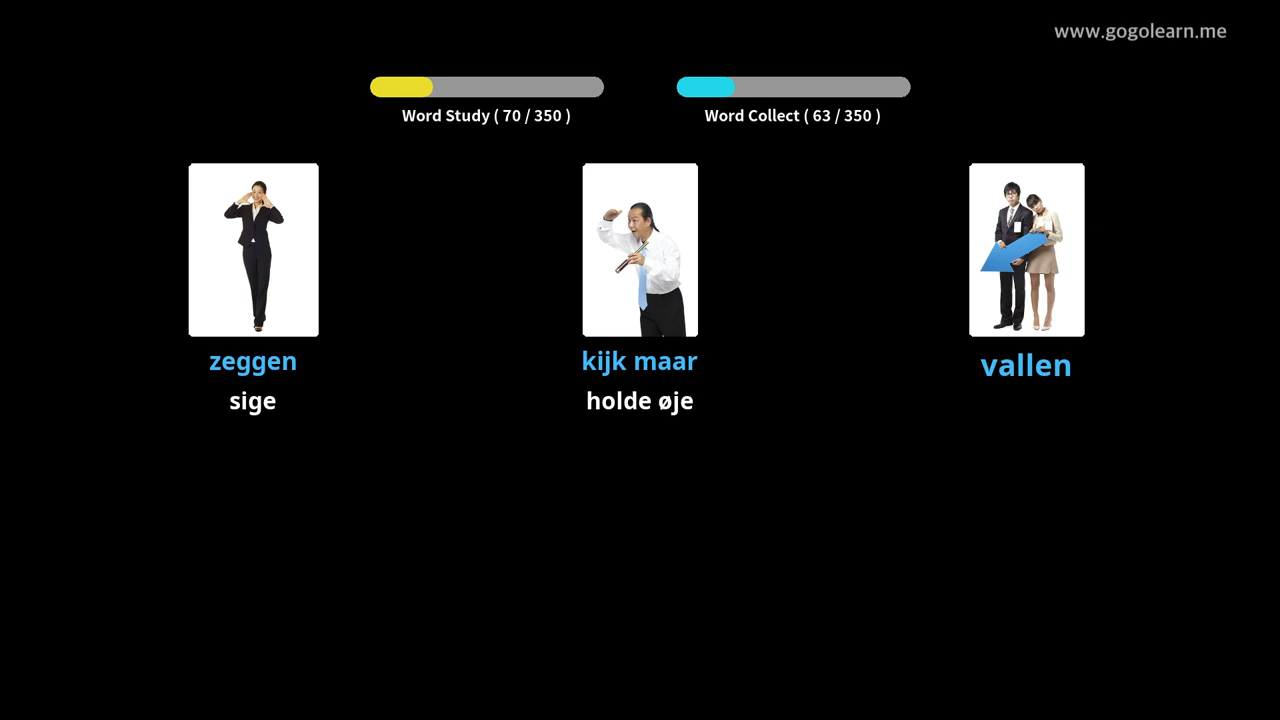 www.gogolearn.me
Word Study ( 70 / 350 )
Word Collect ( 63 / 350 )
zeggen
sige
kijk maar
holde øje
vallen